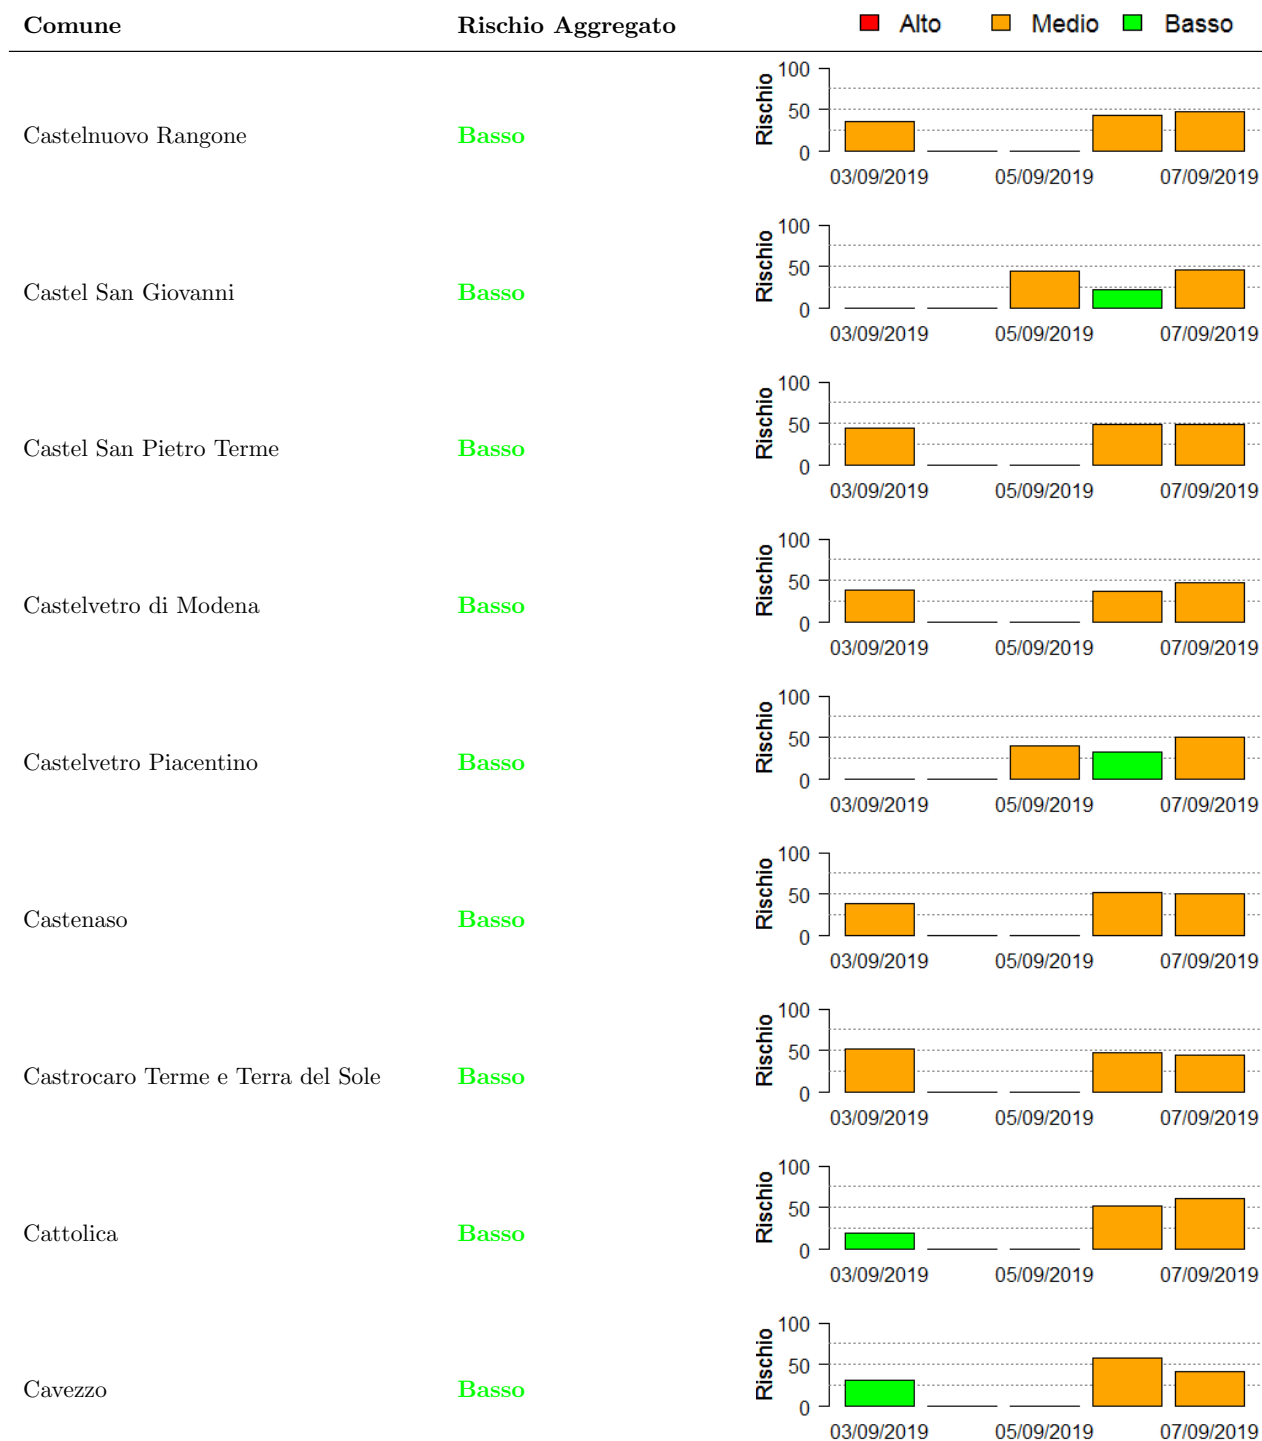 Comune Rischio Aggregato Alto Medio Basso
100
50
0
Rischio
Castelnuovo Rangone Basso
03/09/2019 05/09/2019 07/09/2019
100
50
0
Rischio
Castel San Giovanni Basso
03/09/2019 05/09/2019 07/09/2019
100
50
0
Rischio
Castel San Pietro Terme Basso
03/09/2019 05/09/2019 07/09/2019
100
50
0
Rischio
Castelvetro di Modena Basso
03/09/2019 05/09/2019 07/09/2019
100
50
0
Rischio
Castelvetro Piacentino Basso
03/09/2019 05/09/2019 07/09/2019
100
50
0
Rischio
Castenaso Basso
03/09/2019 05/09/2019 07/09/2019
100
50
0
Rischio
Castrocaro Terme e Terra del Sole Basso
03/09/2019 05/09/2019 07/09/2019
100
50
0
Rischio
Cattolica Basso
03/09/2019 05/09/2019 07/09/2019
100
50
0
Rischio
Cavezzo Basso
03/09/2019 05/09/2019 07/09/2019